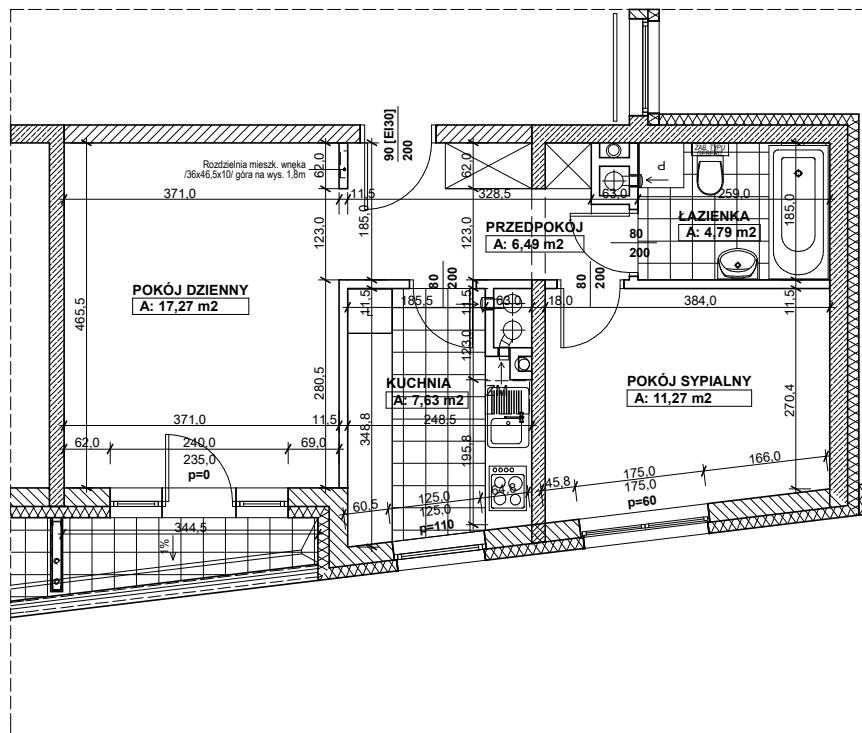 90 [EI30]
200
Rozdzielnia mieszk. wnęka
/36x46,5x10/ góra na wys. 1,8m
62,0
62,0
371,0
11,5
328,5
63,0
259,0
P
185,0
185,0
123,0
123,0
PRZEDPOKÓJ
A: 6,49 m2
ŁAZIENKA
A: 4,79 m2
80
200
80
200
80
200
POKÓJ DZIENNY
A: 17,27 m2
465,5
11,5
185,5
11,5
63,0
18,0
384,0
11,5
123,0
280,5
KUCHNIA
A: 7,63 m2
ZM
POKÓJ SYPIALNY
A: 11,27 m2
270,4
371,0
11,5
248,5
348,8
195,8
62,0
240,0
69,0
235,0
p=0
60,5
125,0
64,8
125,0
p=110
45,8
175,0
166,0
175,0
p=60
344,5
1%